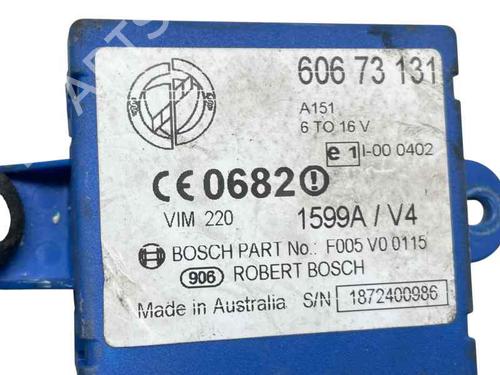 606 73 131
A151
6 TO 16 V
e1 I-00 0402
CE 0682
VIM 220
1599A / V4
BOSCH PART No.: F005 V0 0115
906 ROBERT BOSCH
Made in Australia S/N 1872400986